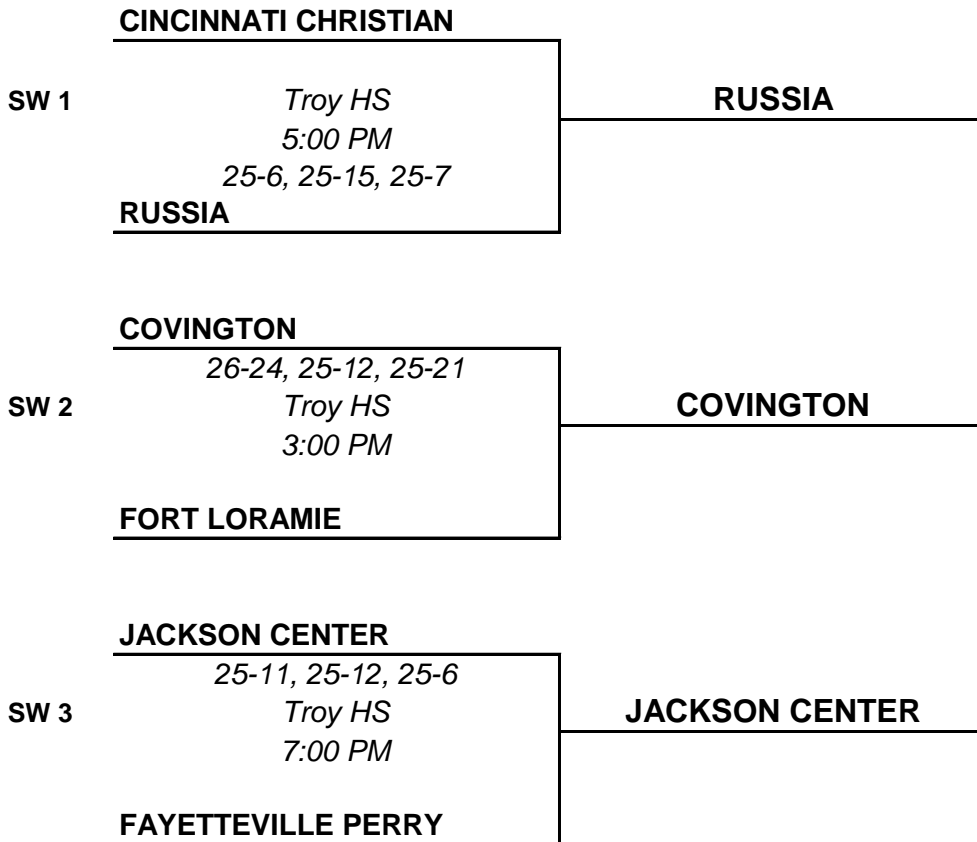 CINCINNATI CHRISTIAN
SW 1
Troy HS
RUSSIA
5:00 PM
25-6, 25-15, 25-7
RUSSIA
COVINGTON
26-24, 25-12, 25-21
SW 2
Troy HS
COVINGTON
3:00 PM
FORT LORAMIE
JACKSON CENTER
25-11, 25-12, 25-6
SW 3
Troy HS
JACKSON CENTER
7:00 PM
FAYETTEVILLE PERRY